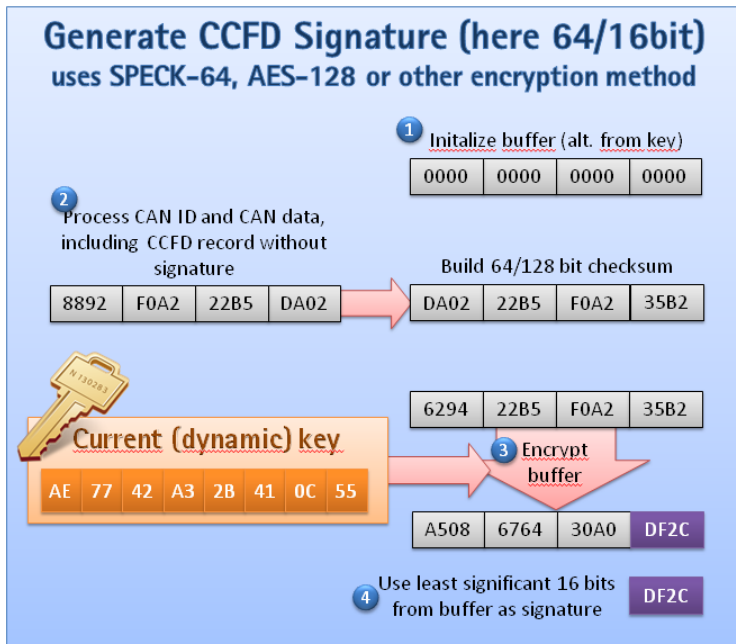 Generate CCFD Signature (here 64/16bit)
uses SPECK-64, AES-128 or other encryption method
1 Initalize buffer (alt. from key)
0000 0000 0000 0000
2
Process CAN ID and CAN data,
including CCFD record without
signature
8892 F0A2 22B5 DA02
Build 64/128 bit checksum
DA02 22B5 F0A2 35B2
N 130283
Current (dynamic) key
AE 77 42 A3 2B 41 0C 55
6294 22B5 F0A2 35B2
3 Encrypt
buffer
A508 6764 30A0 DF2C
4 Use least significant 16 bits
from buffer as signature
DF2C